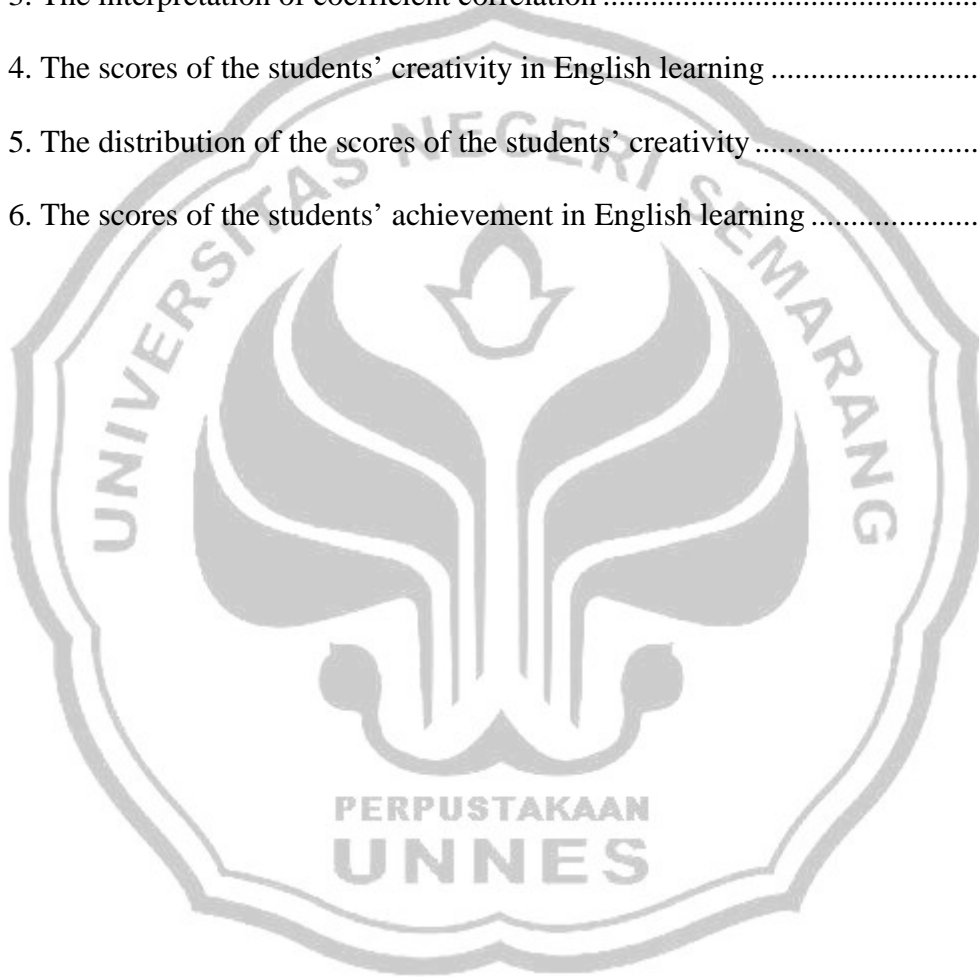 3. The interpretation of coefficient correlation ..........................................
4. The scores of the students’ creativity in English learning ..........................
5. The distribution of the scores of the students’ creativity ............................
6. The scores of the students’ achievement in English learning .....................
UNIVERSITAS NEGERI SEMARANG
PERPUSTAKAAN
UNNES